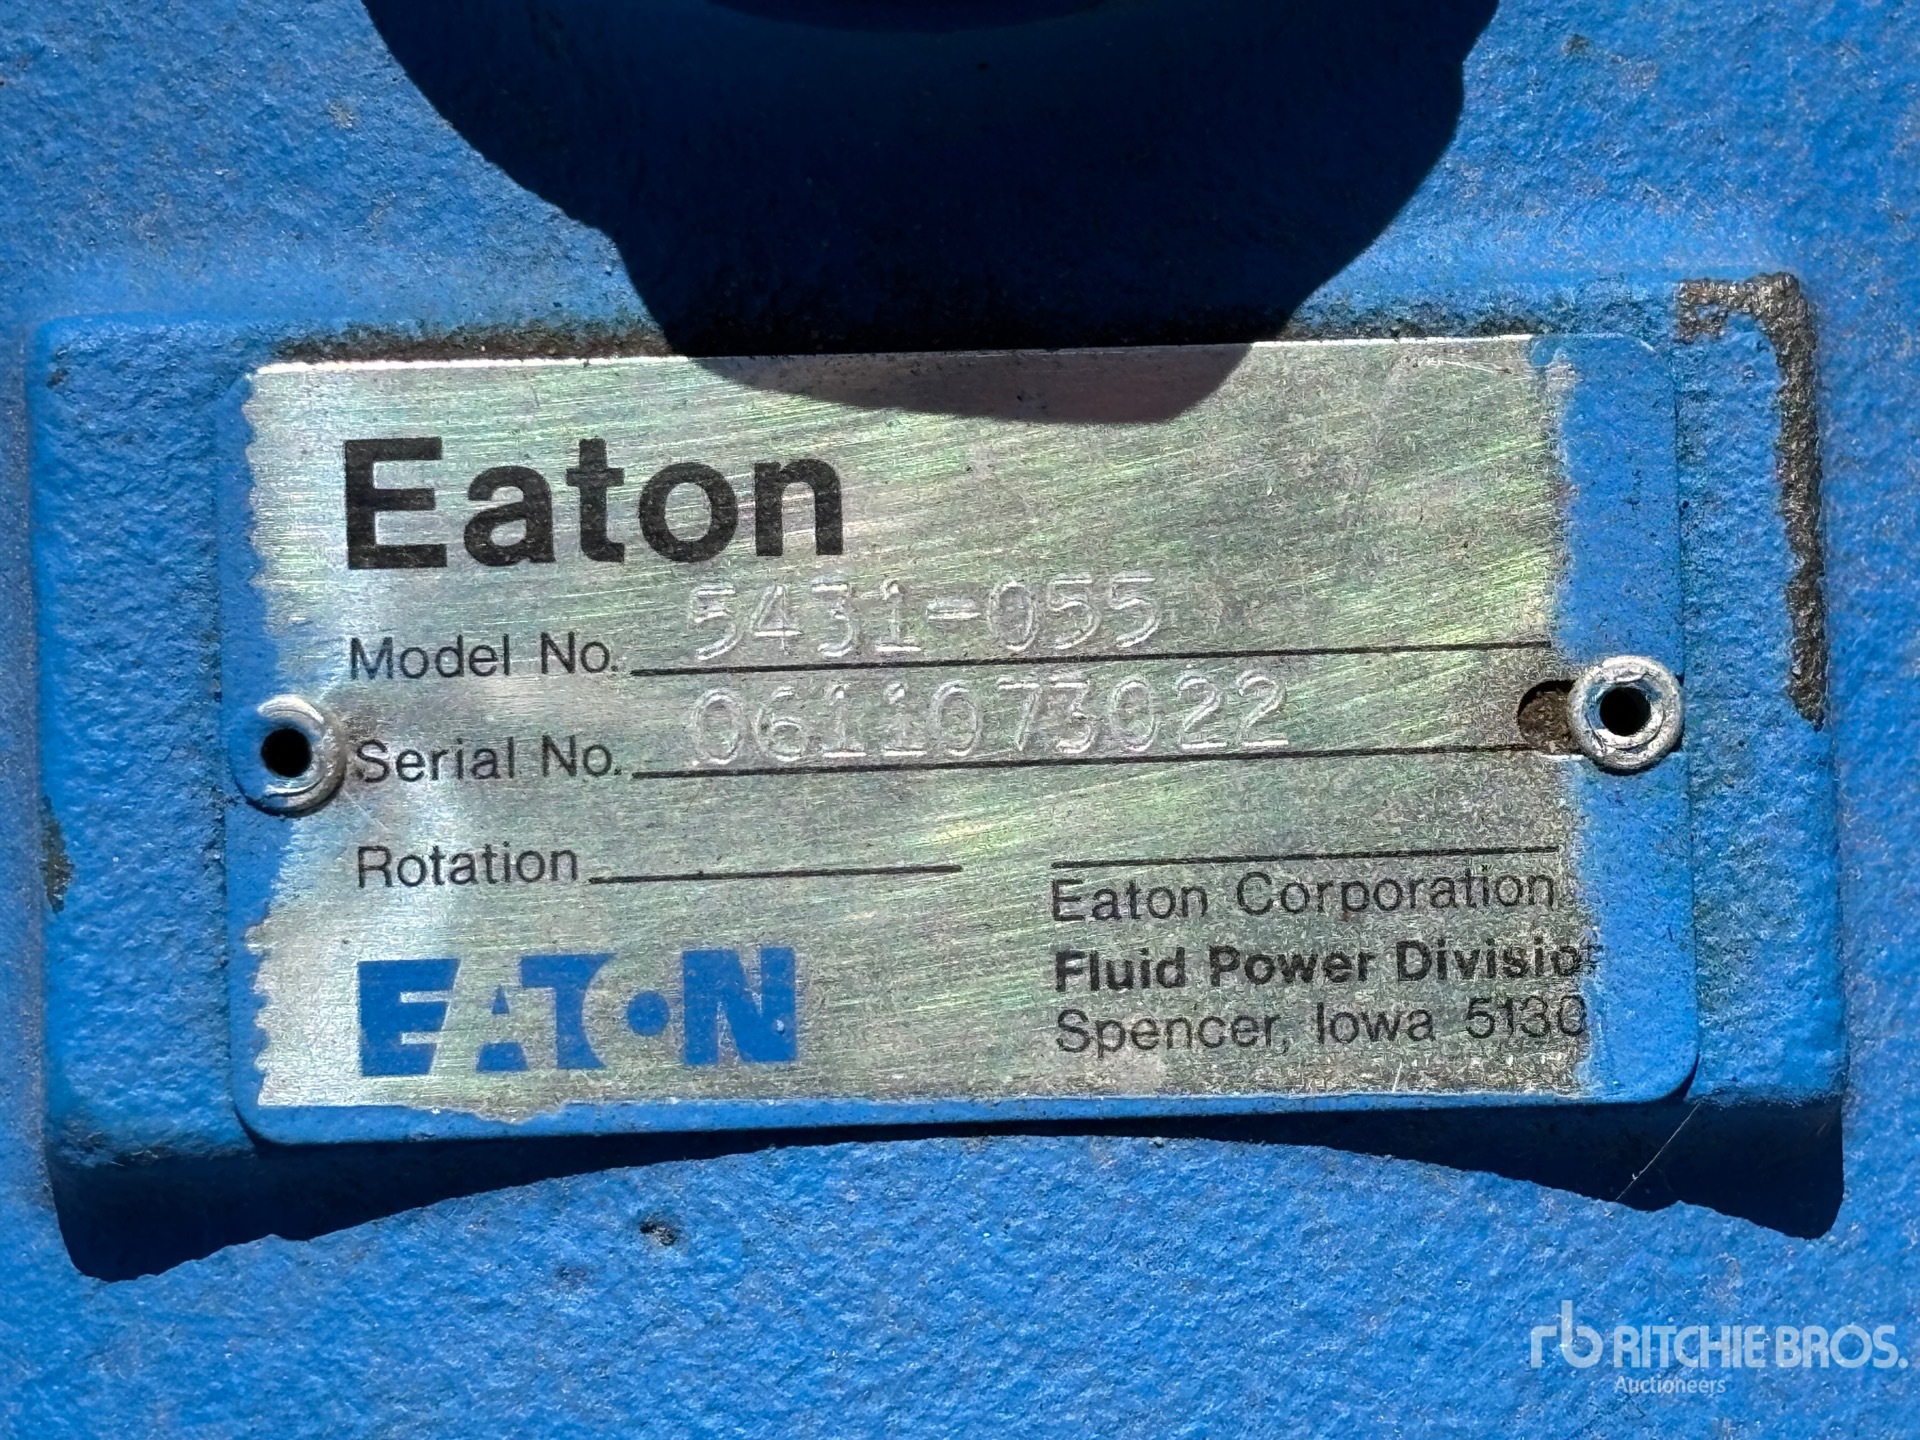 Eaton
Model No. 5431-055
Serial No. 0611073022
Rotation
EATON
Eaton Corporation
Fluid Power Divisio
Spencer, Iowa 5130
rb RITCHIE BROS.
Auctioneers